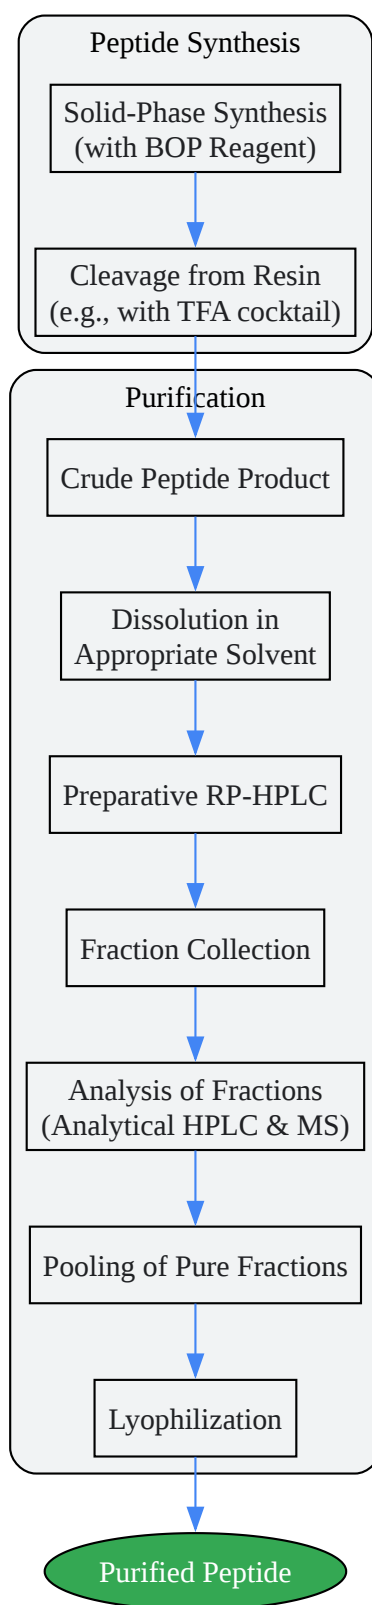 Peptide Synthesis
Solid-Phase Synthesis
(with BOP Reagent)
Cleavage from Resin
(e.g., with TFA cocktail)
Purification
Crude Peptide Product
Dissolution in
Appropriate Solvent
Preparative RP-HPLC
Fraction Collection
Analysis of Fractions
(Analytical HPLC & MS)
Pooling of Pure Fractions
Lyophilization
Purified Peptide